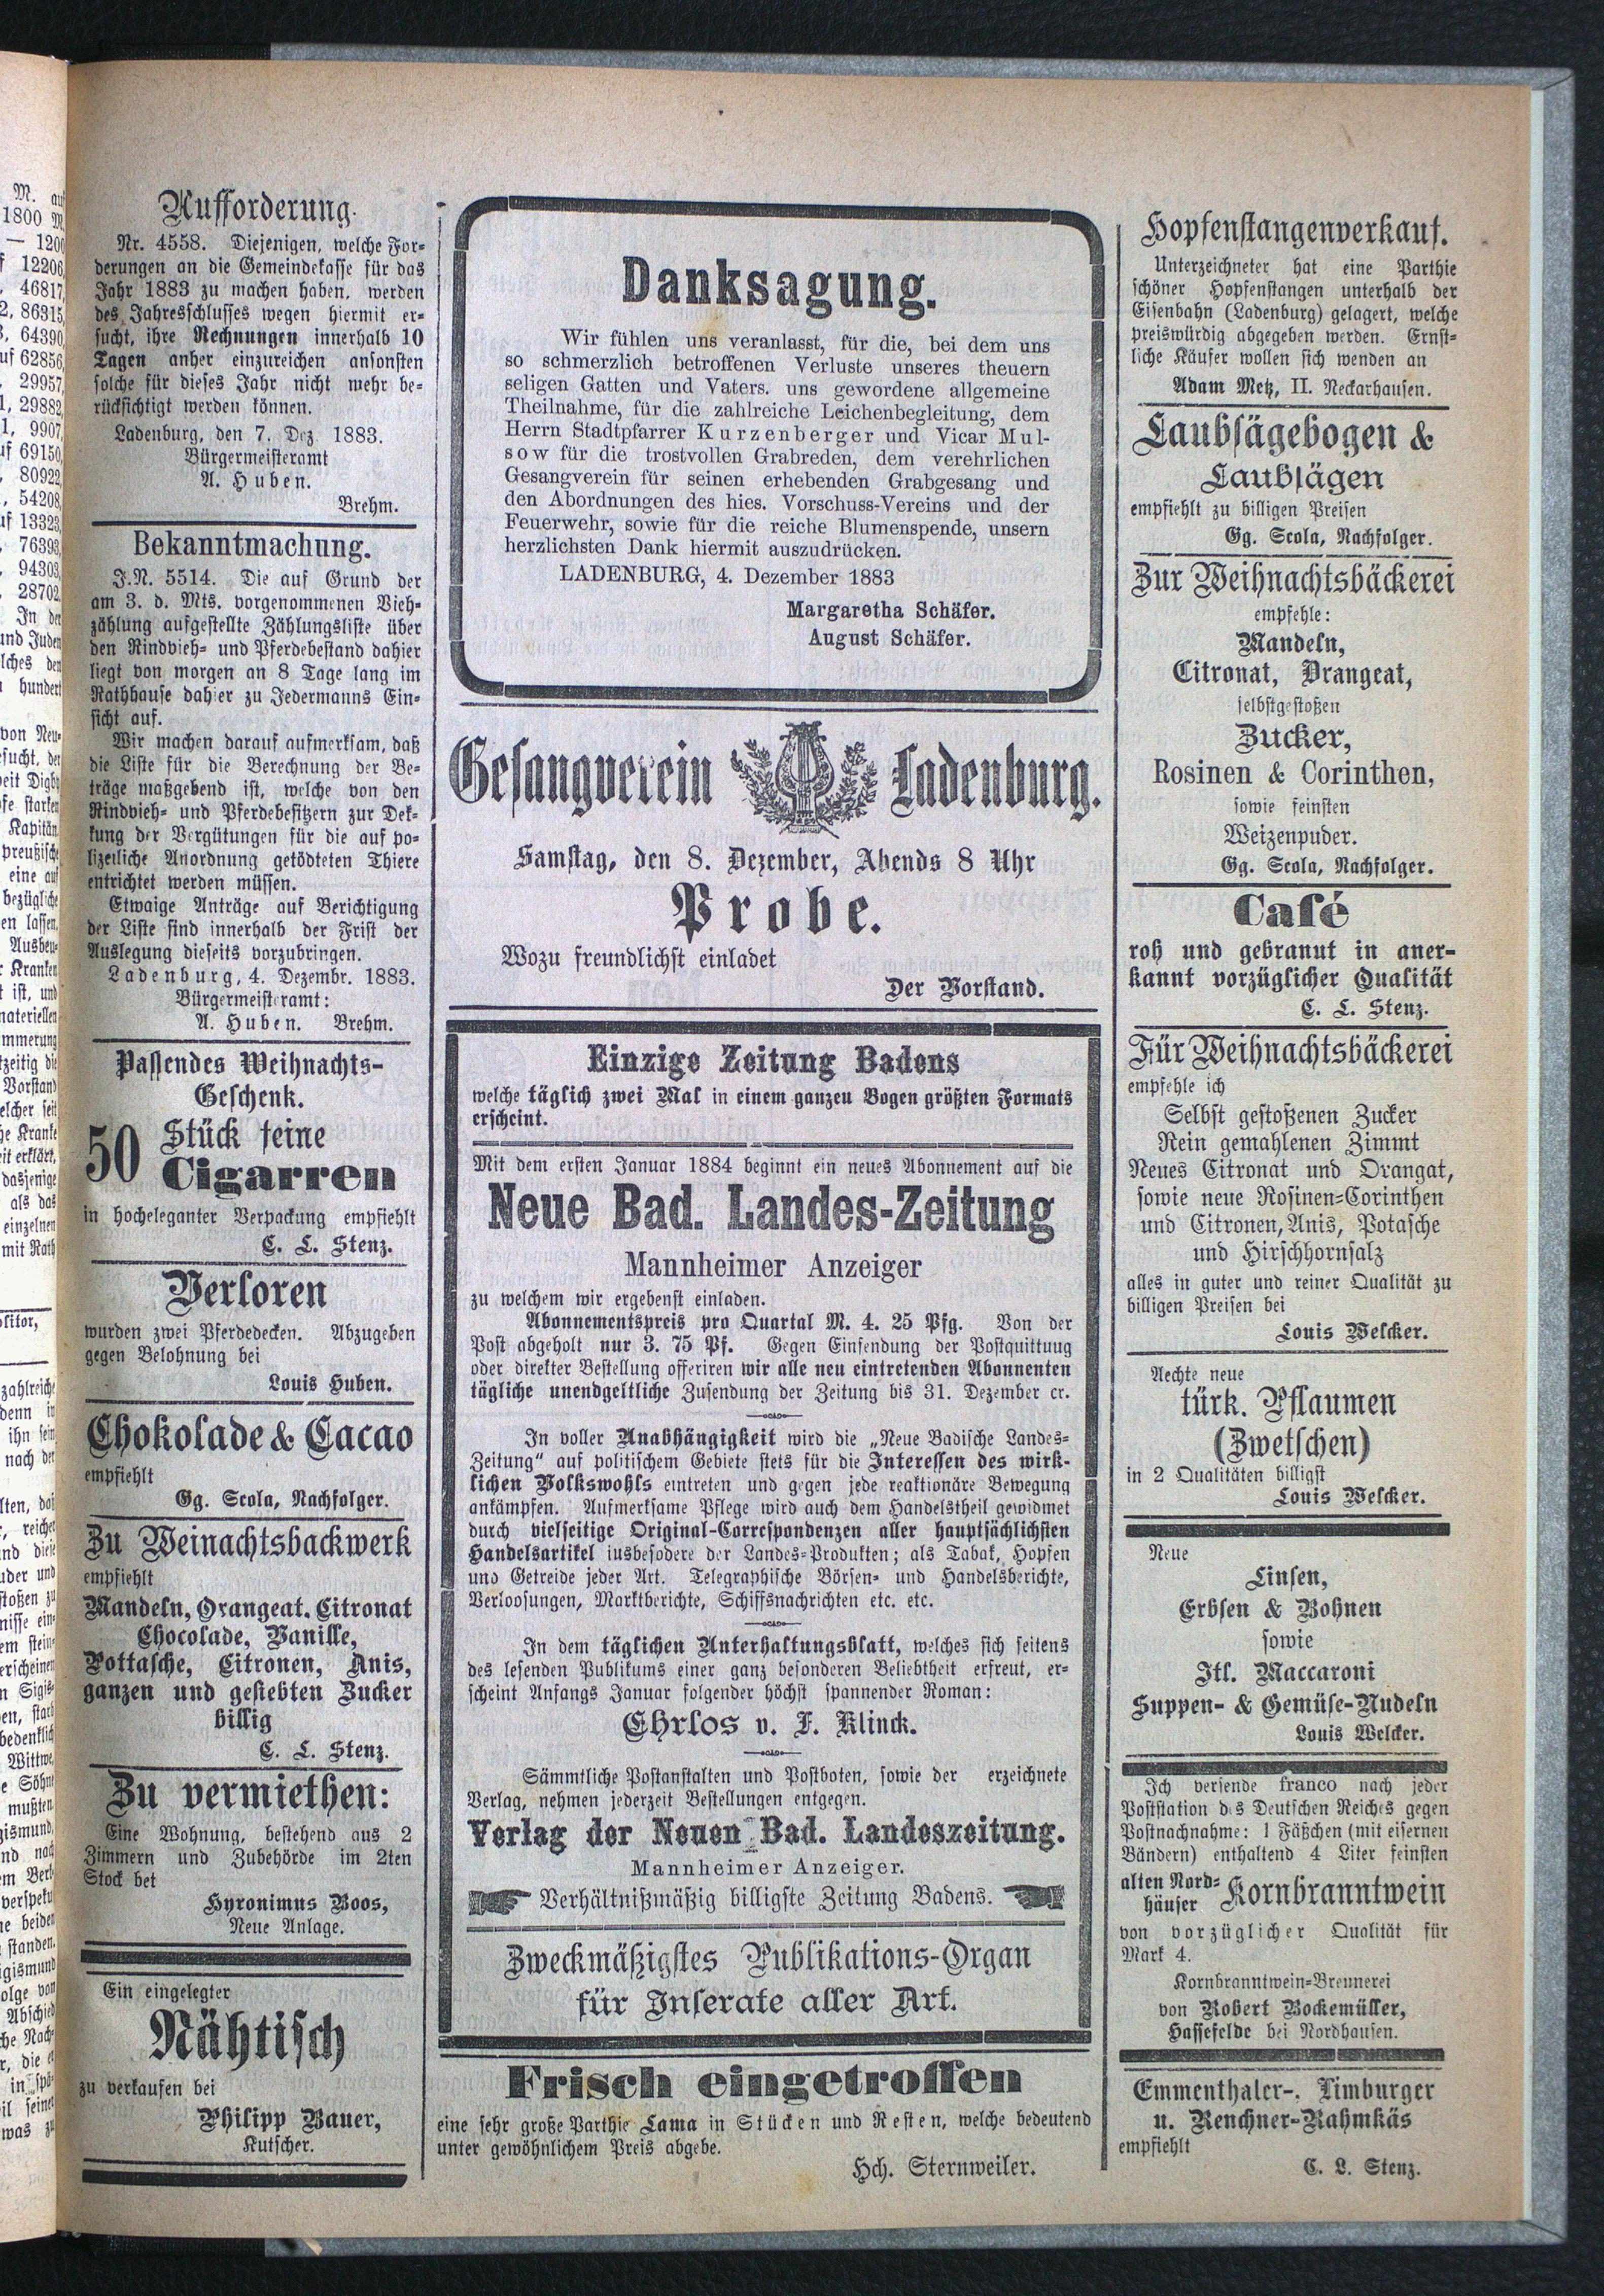 Aufforderung.
Nr. 4558. Diejenigen, welche For-
derungen an die Gemeindekasse für das
Jahr 1883 zu machen haben, werden
des Jahresschlusses wegen hiermit er-
sucht, ihre Rechnungen innerhalb 10
Tagen anher einzureichen ansonsten
solche für dieses Jahr nicht mehr be-
rücksichtigt werden können.
Ladenburg, den 7. Dez. 1883.
Bürgermeisteramt
A. Huben.
Brehm.
Bekanntmachung.
J.N. 5514. Die auf Grund der
am 3. d. Mts. vorgenommenen Vieh-
zählung aufgestellte Zählungsliste über
den Rindvieh- und Pferdebestand dahier
liegt von morgen an 8 Tage lang im
Rathhause dahier zu Jedermanns Ein-
sicht auf.
Wir machen darauf aufmerksam, daß
die Liste für die Berechnung der Be-
träge maßgebend ist, welche von den
Rindvieh- und Pferdebesitzern zur Dek-
kung der Vergütungen für die auf po-
lizeiliche Anordnung getödteten Thiere
entrichtet werden müssen.
Etwaige Anträge auf Berichtigung
der Liste sind innerhalb der Frist der
Auslegung dieseits vorzubringen.
Ladenburg, 4. Dezembr. 1883.
Bürgermeisteramt:
A. Huben. Brehm.
Passendes Weihnachts-
Geschenk.
50 Stück feine
Cigarren
in hocheleganter Verpackung empfiehlt
C. L. Stenz.
Verloren
wurden zwei Pferdedecken. Abzugeben
gegen Belohnung bei
Louis Huben.
Chokolade & Cacao
empfiehlt
Gg. Scola, Nachfolger.
Zu Weinachtsbackwerk
empfiehlt
Mandeln, Orangeat, Citronat
Chocolade, Vanille,
Pottasche, Citronen, Anis,
ganzen und gesiebten Zucker
billig
C. L. Stenz.
Zu vermiethen:
Eine Wohnung, bestehend aus 2
Zimmern und Zubehörde im 2ten
Stock bet
Hyronimus Boos,
Neue Anlage.
Ein eingelegter
Nähtisch
zu verkaufen bei
Philipp Bauer,
Kutscher.
Danksagung.
Wir fühlen uns veranlasst, für die, bei dem uns
so schmerzlich betroffenen Verluste unseres theuern
seligen Gatten und Vaters. uns gewordene allgemeine
Theilnahme, für die zahlreiche Leichenbegleitung, dem
Herrn Stadtpfarrer Kurzenberger und Vicar Mul-
sow für die trostvollen Grabreden, dem verehrlichen
Gesangverein für seinen erhebenden Grabgesang und
den Abordnungen des hies. Vorschuss-Vereins und der
Feuerwehr, sowie für die reiche Blumenspende, unsern
herzlichsten Dank hiermit auszudrücken.
LADENBURG, 4. Dezember 1883
Margaretha Schäfer.
August Schäfer.
Gesangverein Ladenburg.
Samstag, den 8. Dezember, Abends 8 Uhr
Probe.
Wozu freundlichst einladet
Der Vorstand.
Einzige Zeitung Badens
welche täglich zwei Mal in einem ganzen Bogen größten Formats
erscheint.
Mit dem ersten Januar 1884 beginnt ein neues Abonnement auf die
Neue Bad. Landes-Zeitung
Mannheimer Anzeiger
zu welchem wir ergebenst einladen.
Abonnementspreis pro Quartal M. 4. 25 Pfg. Von der
Post abgeholt nur 3. 75 Pf. Gegen Einsendung der Postquittung
oder direkter Bestellung offeriren wir alle neu eintretenden Abonnenten
tägliche unendgeltliche Zusendung der Zeitung bis 31. Dezember cr.
In voller Unabhängigkeit wird die „Neue Badische Landes-
Zeitung“ auf politischem Gebiete stets für die Interessen des wirk-
lichen Volkswohls eintreten und gegen jede reaktionäre Bewegung
ankämpfen. Aufmerksame Pflege wird auch dem Handelstheil gewidmet
durch vielseitige Original-Correspondenzen aller hauptsächlichsten
Handelsartikel insbesodere der Landes-Produkten; als Tabak, Hopfen
und Getreide jeder Art. Telegraphische Börsen- und Handelsberichte,
Verloosungen, Marktberichte, Schiffsnachrichten etc. etc.
In dem täglichen Unterhaltungsblatt, welches sich seitens
des lesenden Publikums einer ganz besonderen Beliebtheit erfreut, er-
scheint Anfangs Januar folgender höchst spannender Roman:
Ehrlos v. F. Klinck.
Sämmtliche Postanstalten und Postboten, sowie der erzeichnete
Verlag, nehmen jederzeit Bestellungen entgegen.
Verlag der Neuen Bad. Landeszeitung.
Mannheimer Anzeiger.
Verhältnißmäßig billigste Zeitung Badens.
Zweckmäßigstes Publikations-Organ
für Inserate aller Art.
Frisch eingetroffen
eine sehr große Parthie Lama in Stücken und Resten, welche bedeutend
unter gewöhnlichem Preis abgebe.
Hch. Sternweiler.
Hopfenstangenverkauf.
Unterzeichneter hat eine Parthie
schöner Hopfenstangen unterhalb der
Eisenbahn (Ladenburg) gelagert, welche
preiswürdig abgegeben werden. Ernst-
liche Käufer wollen sich wenden an
Adam Metz, II. Neckarhausen.
Laubsägebogen &
Laubsägen
empfiehlt zu billigen Preisen
Gg. Scola, Nachfolger.
Zur Weihnachtsbäckerei
empfehle:
Mandeln,
Citronat, Orangeat,
selbstgestoßen
Zucker,
Rosinen & Corinthen,
sowie feinsten
Weizenpuder.
Gg. Scola, Nachfolger.
Café
roh und gebrannt in aner-
kannt vorzüglicher Qualität
C. L. Stenz.
Für Weihnachtsbäckerei
empfehle ich
Selbst gestoßenen Zucker
Rein gemahlenen Zimmt
Neues Citronat und Orangat,
sowie neue Rosinen-Corinthen
und Citronen, Anis, Potasche
und Hirschhornsalz
alles in guter und reiner Qualität zu
billigen Preisen bei
Louis Welcker.
Aechte neue
türk. Pflaumen
(Zwetschen)
in 2 Qualitäten billigst
Louis Welcker.
Neue
Linsen,
Erbsen & Bohnen
sowie
Itl. Maccaroni
Suppen- & Gemüse-Nudeln
Louis Welcker.
Ich versende franco nach jeder
Poststation des Deutschen Reiches gegen
Postnachnahme: 1 Fäßchen (mit eisernen
Bändern) enthaltend 4 Liter feinsten
alten Nord-
häuser Kornbranntwein
von vorzüglicher Qualität für
Mark 4.
Kornbranntwein-Brennerei
von Robert Bockemüller,
Hasselfelde bei Nordhausen.
Emmenthaler-. Limburger
u. Renchner-Rahmkäs
empfiehlt
C. L. Stenz.